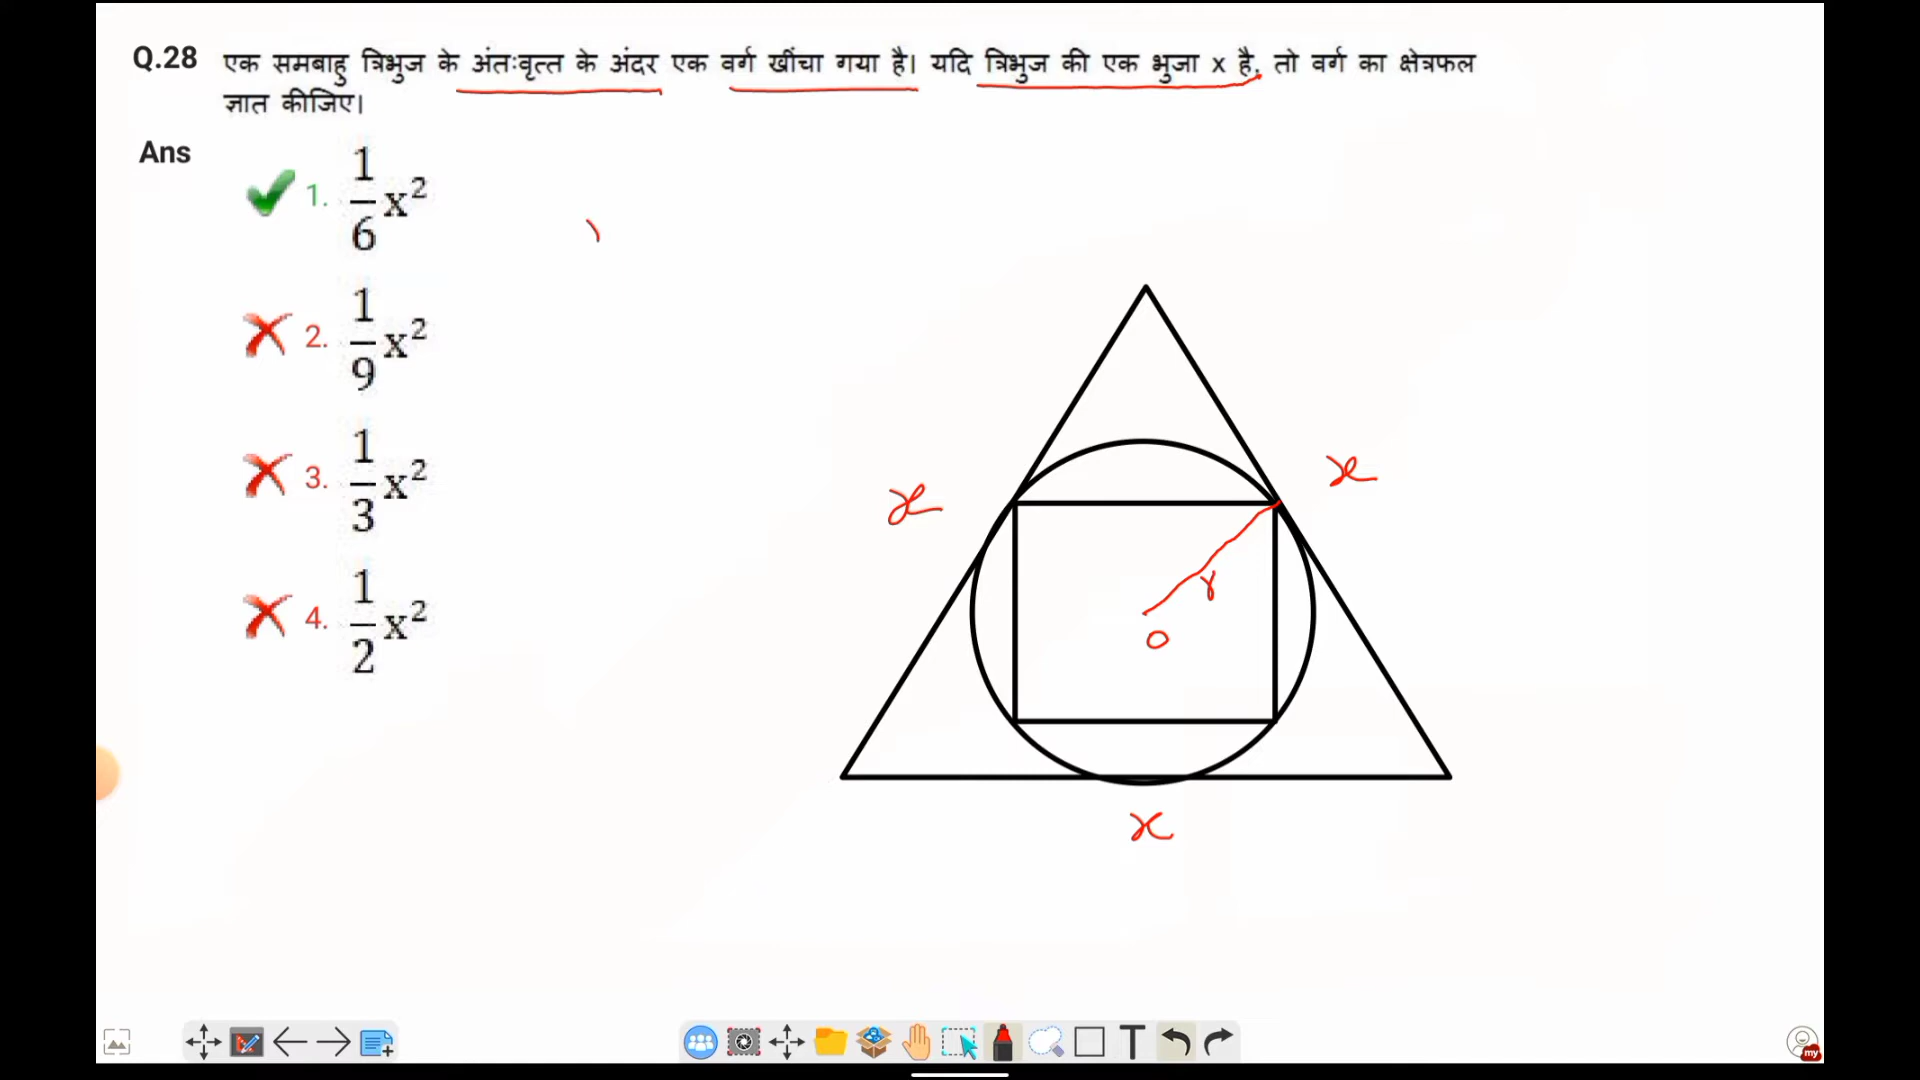 Q.28 एक समबाहु त्रिभुज के अंतःवृत्त के अंदर एक वर्ग खींचा गया है। यदि त्रिभुज की एक भुजा x है, तो वर्ग का क्षेत्रफल
ज्ञात कीजिए।
Ans
1. 1/6 x²
2. 1/9 x²
3. 1/3 x²
4. 1/2 x²
x
x
r
o
x
T
my